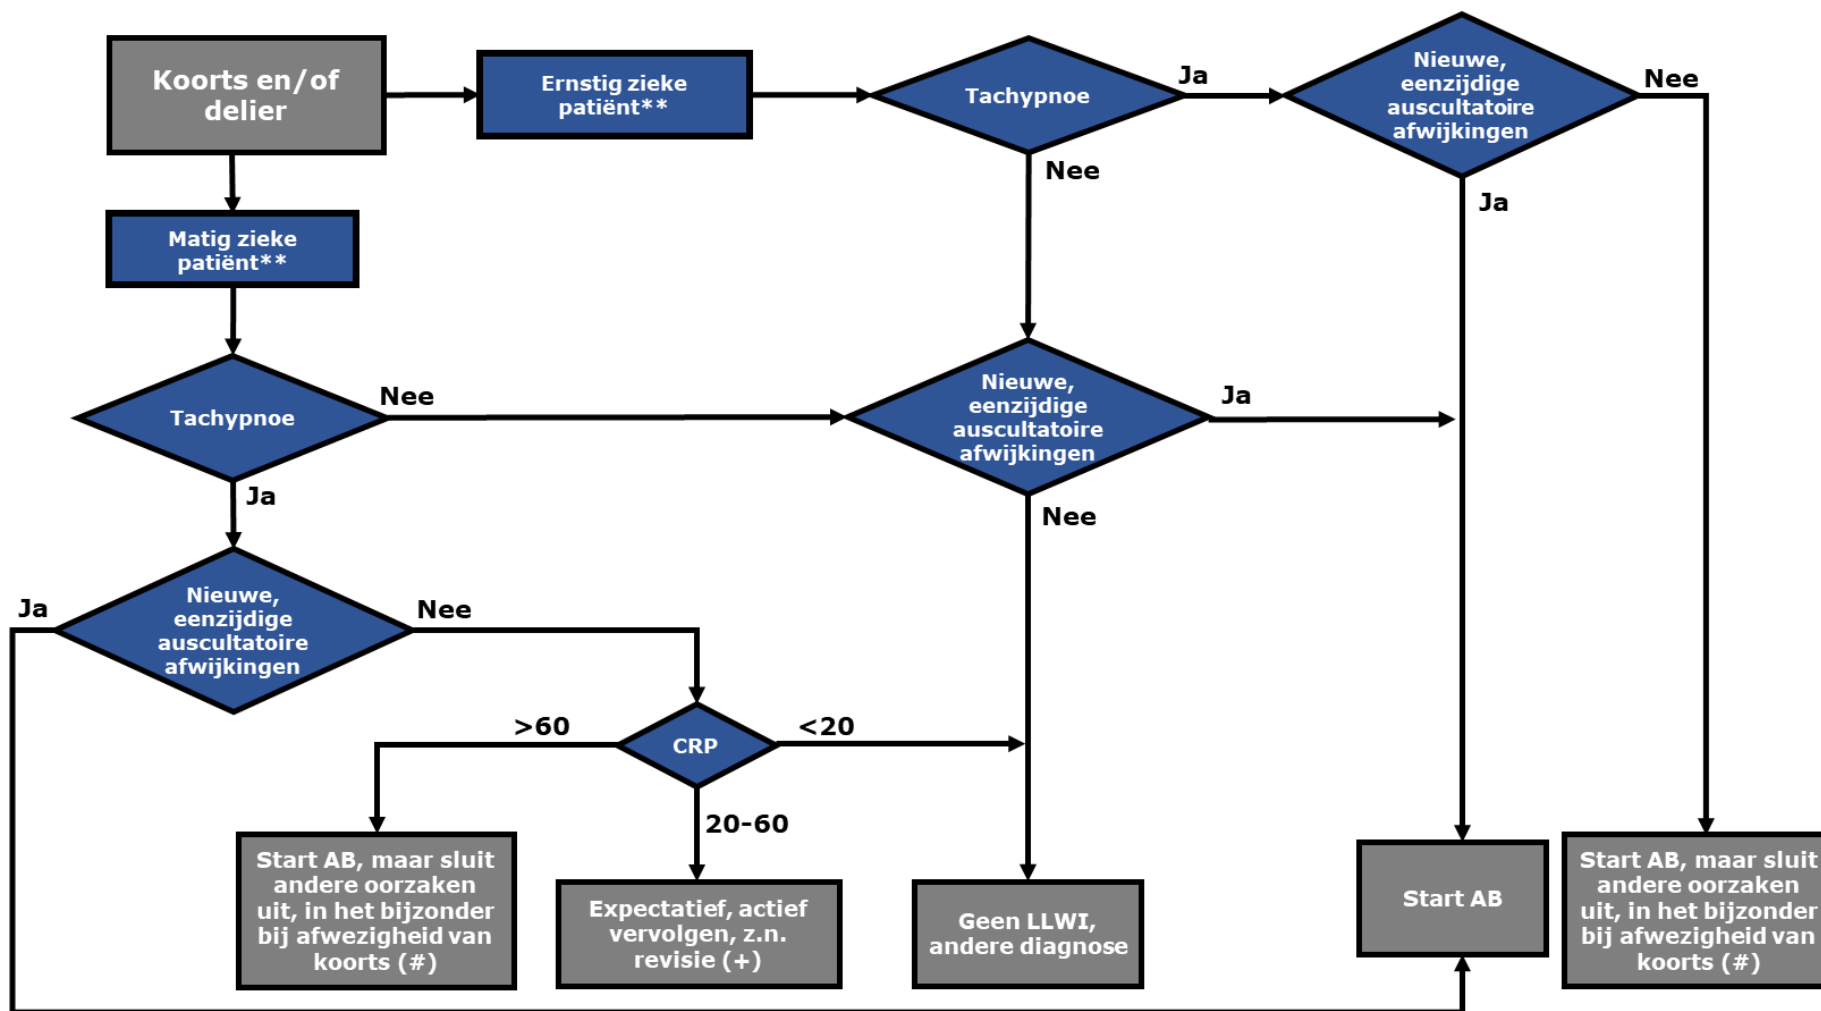 Koorts en/of
delier
Ernstig zieke
patiënt**
Tachypnoe
Ja
Nieuwe,
eenzijdige
auscultatoire
afwijkingen
Nee
Nee
Ja
Matig zieke
patiënt**
Tachypnoe
Nee
Nieuwe,
eenzijdige
auscultatoire
afwijkingen
Ja
Ja
Nee
Ja
Nieuwe,
eenzijdige
auscultatoire
afwijkingen
Nee
>60
CRP
<20
20-60
Start AB, maar sluit
andere oorzaken
uit, in het bijzonder
bij afwezigheid van
koorts (#)
Expectatief, actief
vervolgen, z.n.
revisie (+)
Geen LLWI,
andere diagnose
Start AB
Start AB, maar sluit
andere oorzaken
uit, in het bijzonder
bij afwezigheid van
koorts (#)